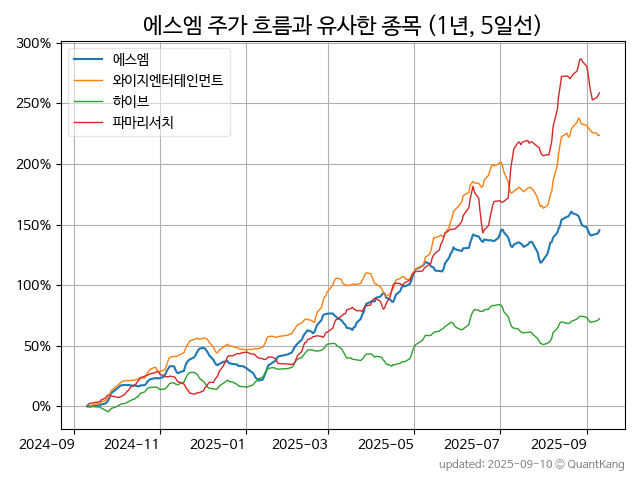 에스엠 주가 흐름과 유사한 종목 (1년, 5일선)
300%
250%
200%
150%
100%
50%
0%
에스엠
와이지엔터테인먼트
하이브
파마리서치
2024-09 2024-11 2025-01 2025-03 2025-05 2025-07 2025-09
updated: 2025-09-10 © QuantKang